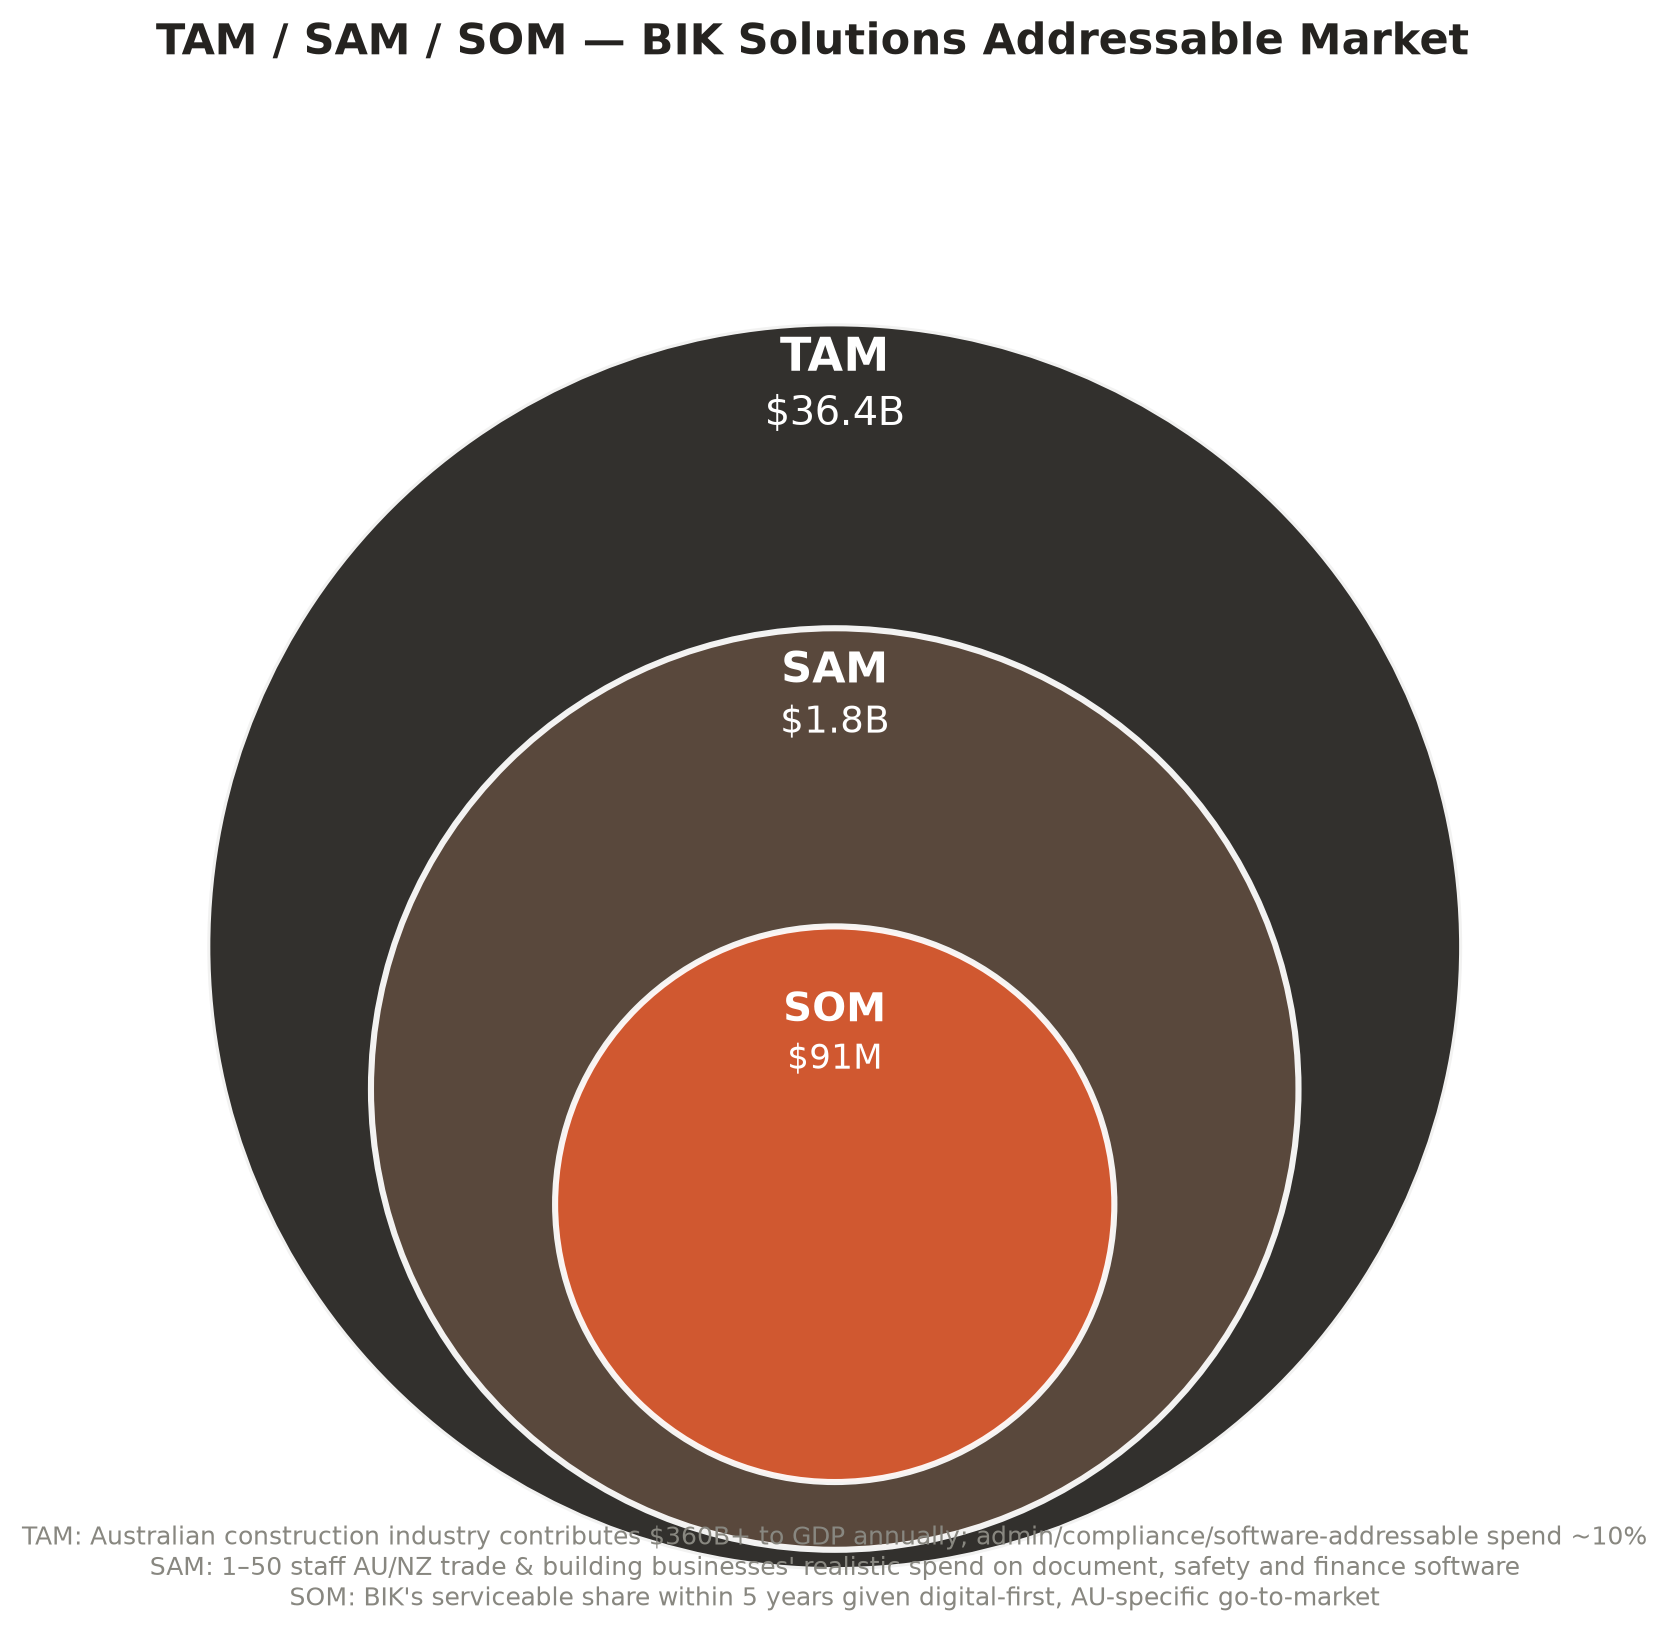 TAM / SAM / SOM — BIK Solutions Addressable Market
TAM
$36.4B
SAM
$1.8B
SOM
$91M
TAM: Australian construction industry contributes $360B+ to GDP annually; admin/compliance/software-addressable spend ~10%
SAM: 1–50 staff AU/NZ trade & building businesses' realistic spend on document, safety and finance software
SOM: BIK's serviceable share within 5 years given digital-first, AU-specific go-to-market